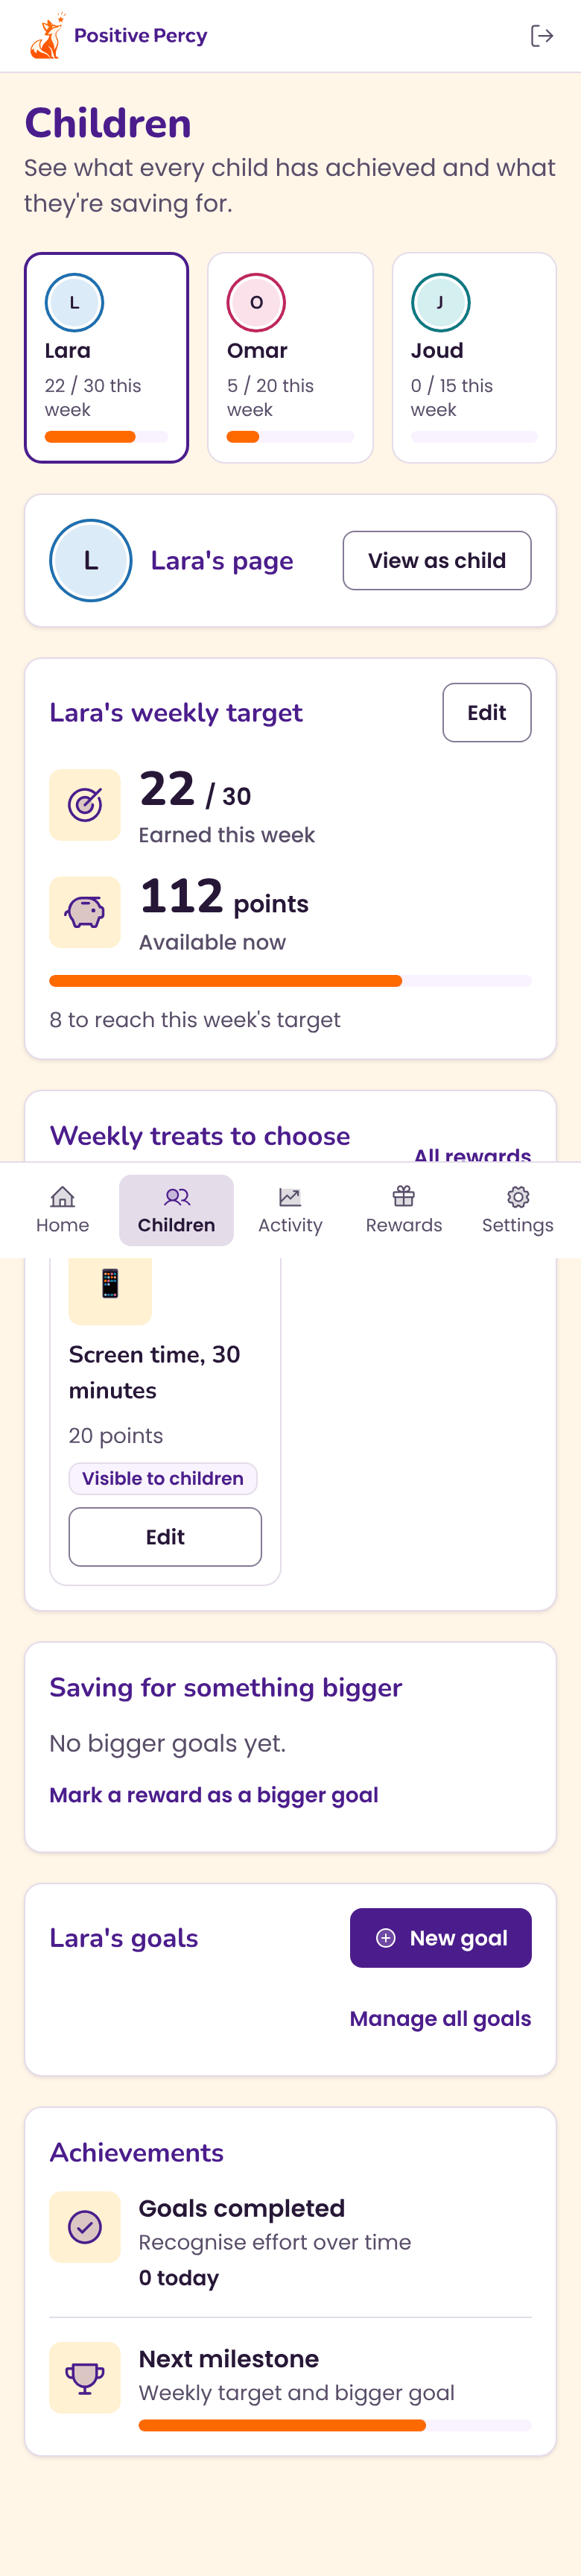 Positive Percy
Children
See what every child has achieved and what
they're saving for.
L
Lara
22 / 30 this
week
O
Omar
5 / 20 this
week
J
Joud
0 / 15 this
week
L
Lara's page
View as child
Lara's weekly target
Edit
22 / 30
Earned this week
112 points
Available now
8 to reach this week's target
Weekly treats to choose
All rewards
Home
Children
Activity
Rewards
Settings
Screen time, 30
minutes
20 points
Visible to children
Edit
Saving for something bigger
No bigger goals yet.
Mark a reward as a bigger goal
Lara's goals
New goal
Manage all goals
Achievements
Goals completed
Recognise effort over time
0 today
Next milestone
Weekly target and bigger goal